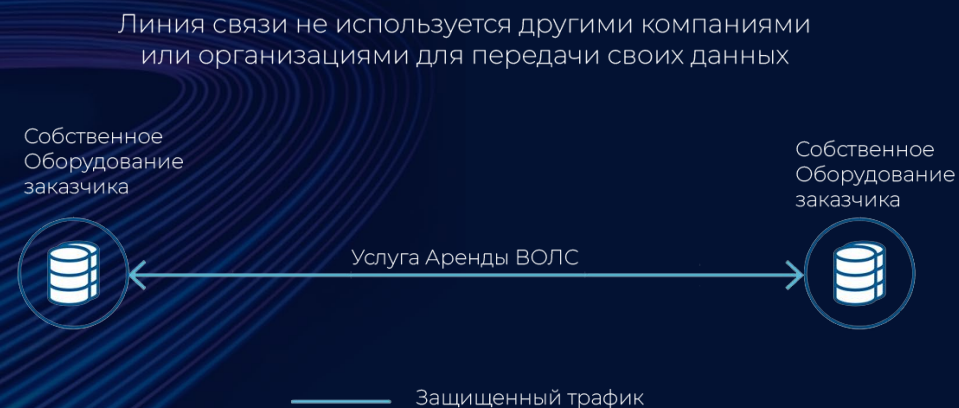 Линия связи не используется другими компаниями
или организациями для передачи своих данных
Собственное
Оборудование
заказчика
Собственное
Оборудование
заказчика
Услуга Аренды ВОЛС
Защищенный трафик